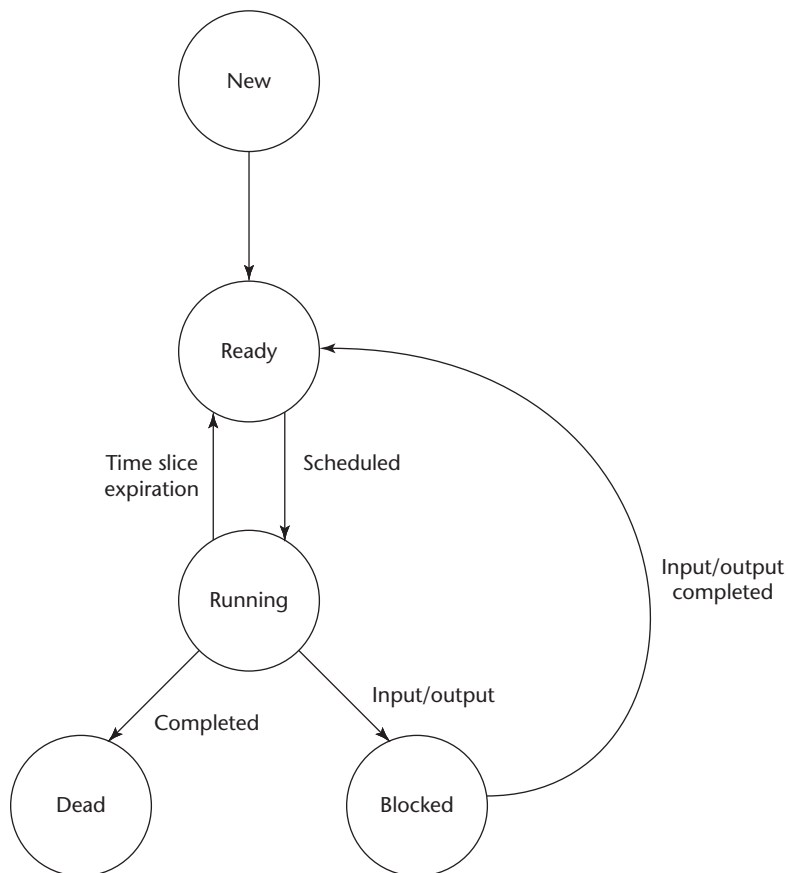 New
Ready
Time slice
expiration
Scheduled
Running
Input/output
completed
Input/output
Completed
Dead
Blocked